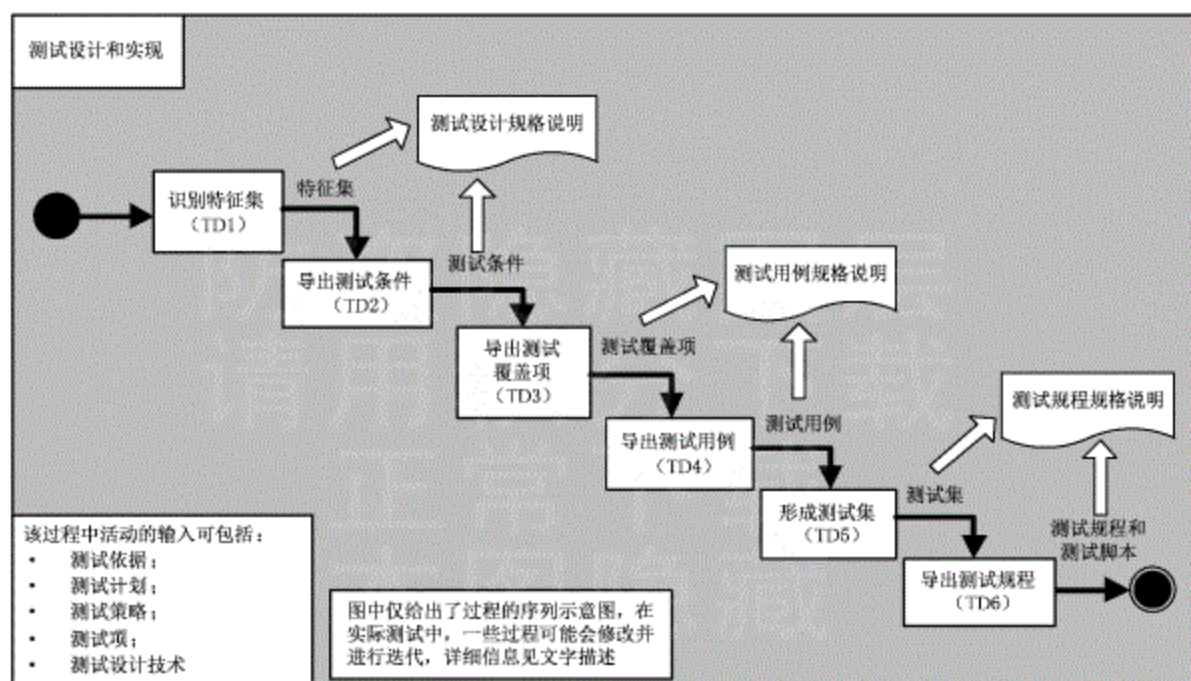 测试设计和实现
测试设计规格说明
识别特征集
（TD1）
特征集
导出测试条件
（TD2）
测试条件
测试用例规格说明
导出测试
覆盖项
（TD3）
测试覆盖项
测试规程规格说明
导出测试用例
（TD4）
测试用例
形成测试集
（TD5）
测试集
测试规程和
测试脚本
导出测试规程
（TD6）
该过程中活动的输入可包括：
• 测试依据；
• 测试计划；
• 测试策略；
• 测试项；
• 测试设计技术
图中仅给出了过程的序列示意图，在
实际测试中，一些过程可能会修改并
进行迭代，详细信息见文字描述